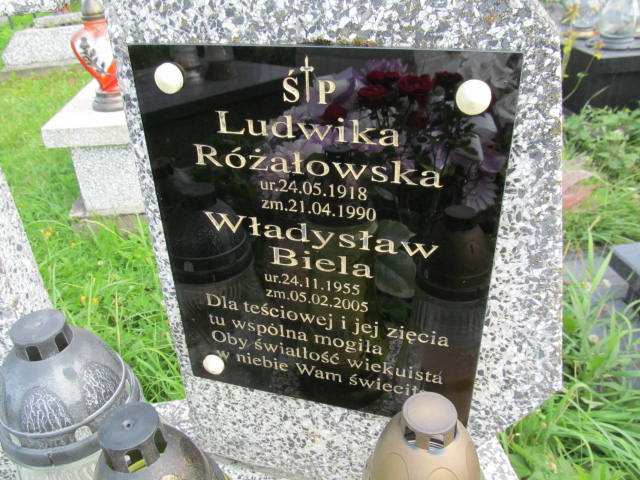 Ś†P
Ludwika
Różałowska
ur.24.05.1918
zm.21.04.1990
Władysław
Biela
ur.24.11.1955
zm.05.02.2005
Dla teściowej i jej zięcia
tu wspólna mogiła
Oby światłość wiekuista
w niebie Wam świeciła